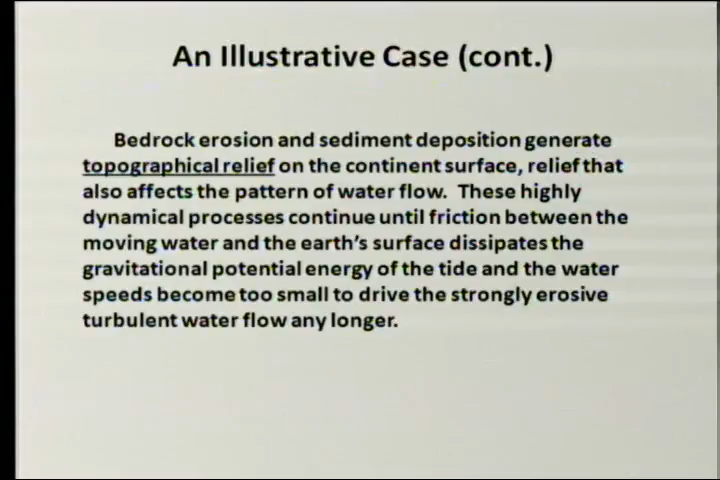 An Illustrative Case (cont.)
Bedrock erosion and sediment deposition generate
topographical relief on the continent surface, relief that
also affects the pattern of water flow. These highly
dynamical processes continue until friction between the
moving water and the earth's surface dissipates the
gravitational potential energy of the tide and the water
speeds become too small to drive the strongly erosive
turbulent water flow any longer.